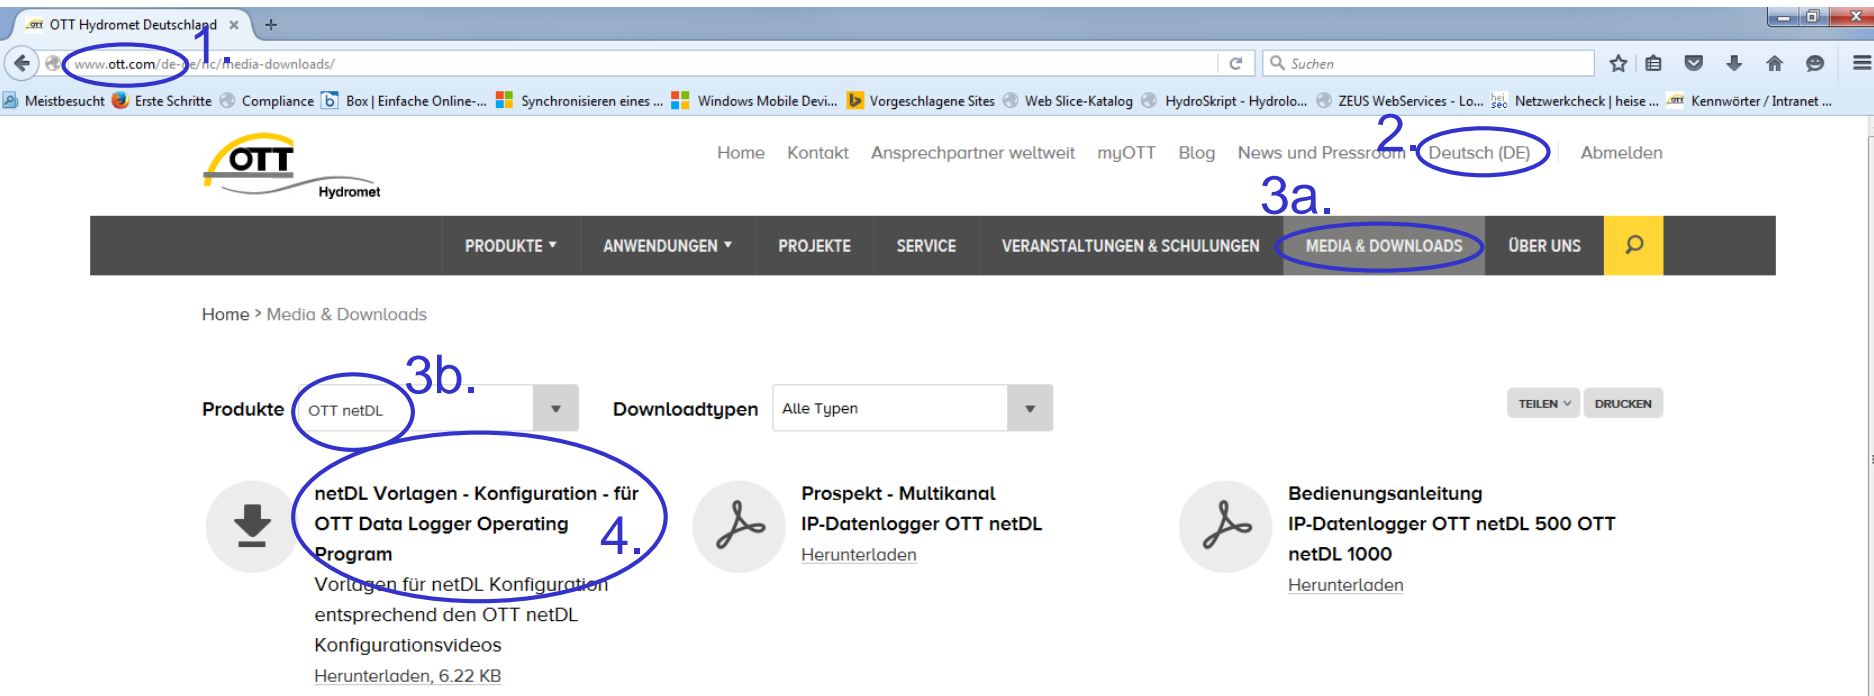 OTT Hydromet Deutschland × +
1.
www.ott.com/de-de/rlc/media-downloads/
Suchen
Meistbesucht Erste Schritte Compliance Box | Einfache Online-... Synchronisieren eines ... Windows Mobile Devi... Vorgeschlagene Sites Web Slice-Katalog HydroSkript - Hydrolo... ZEUS WebServices - Lo... hei sec Netzwerkcheck | heise ... Kennwörter / Intranet ...
OTT
Hydromet
2.
Home Kontakt Ansprechpartner weltweit myOTT Blog News und Pressroom Deutsch (DE) Abmelden
3a.
PRODUKTE ANWENDUNGEN PROJEKTE SERVICE VERANSTALTUNGEN & SCHULUNGEN MEDIA & DOWNLOADS ÜBER UNS
Home > Media & Downloads
3b.
Produkte OTT netDL Downloadtypen Alle Typen TEILEN DRUCKEN
netDL Vorlagen - Konfiguration - für
OTT Data Logger Operating
Program
4.
Vorlagen für netDL Konfiguration
entsprechend den OTT netDL
Konfigurationsvideos
Herunterladen, 6.22 KB
Prospekt - Multikanal
IP-Datenlogger OTT netDL
Herunterladen
Bedienungsanleitung
IP-Datenlogger OTT netDL 500 OTT
netDL 1000
Herunterladen